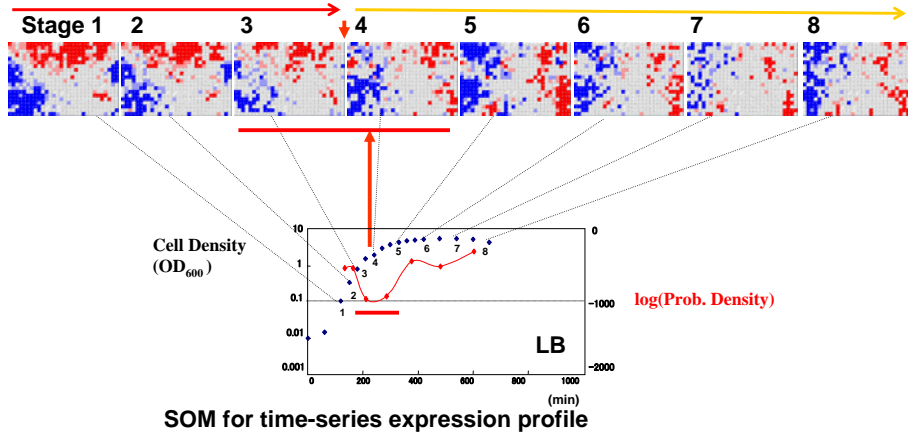 Stage 1 2 3 4 5 6 7 8
Cell Density
(OD600)
10
1
0.1
0.01
0.001
0
-1000
-2000
log(Prob. Density)
1
2
3
4
5
6
7
8
LB
0 200 400 600 800 1000
(min)
SOM for time-series expression profile